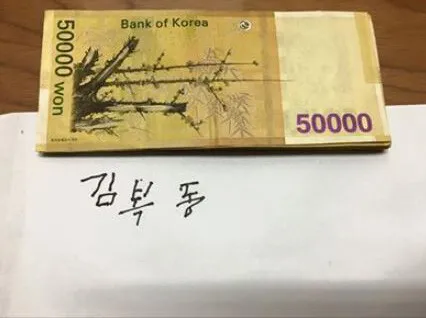 Bank of Korea
50000 won
50000
김복동